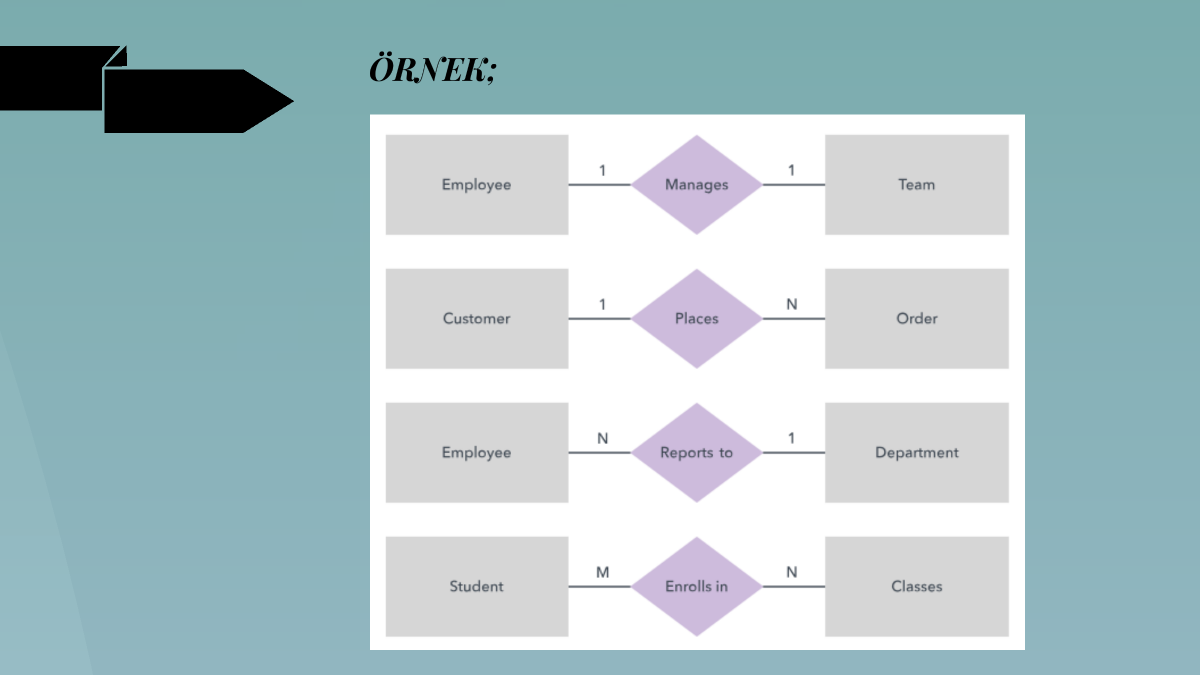 ÖRNEK;
Employee 1 Manages 1 Team
Customer 1 Places N Order
Employee N Reports to 1 Department
Student M Enrolls in N Classes